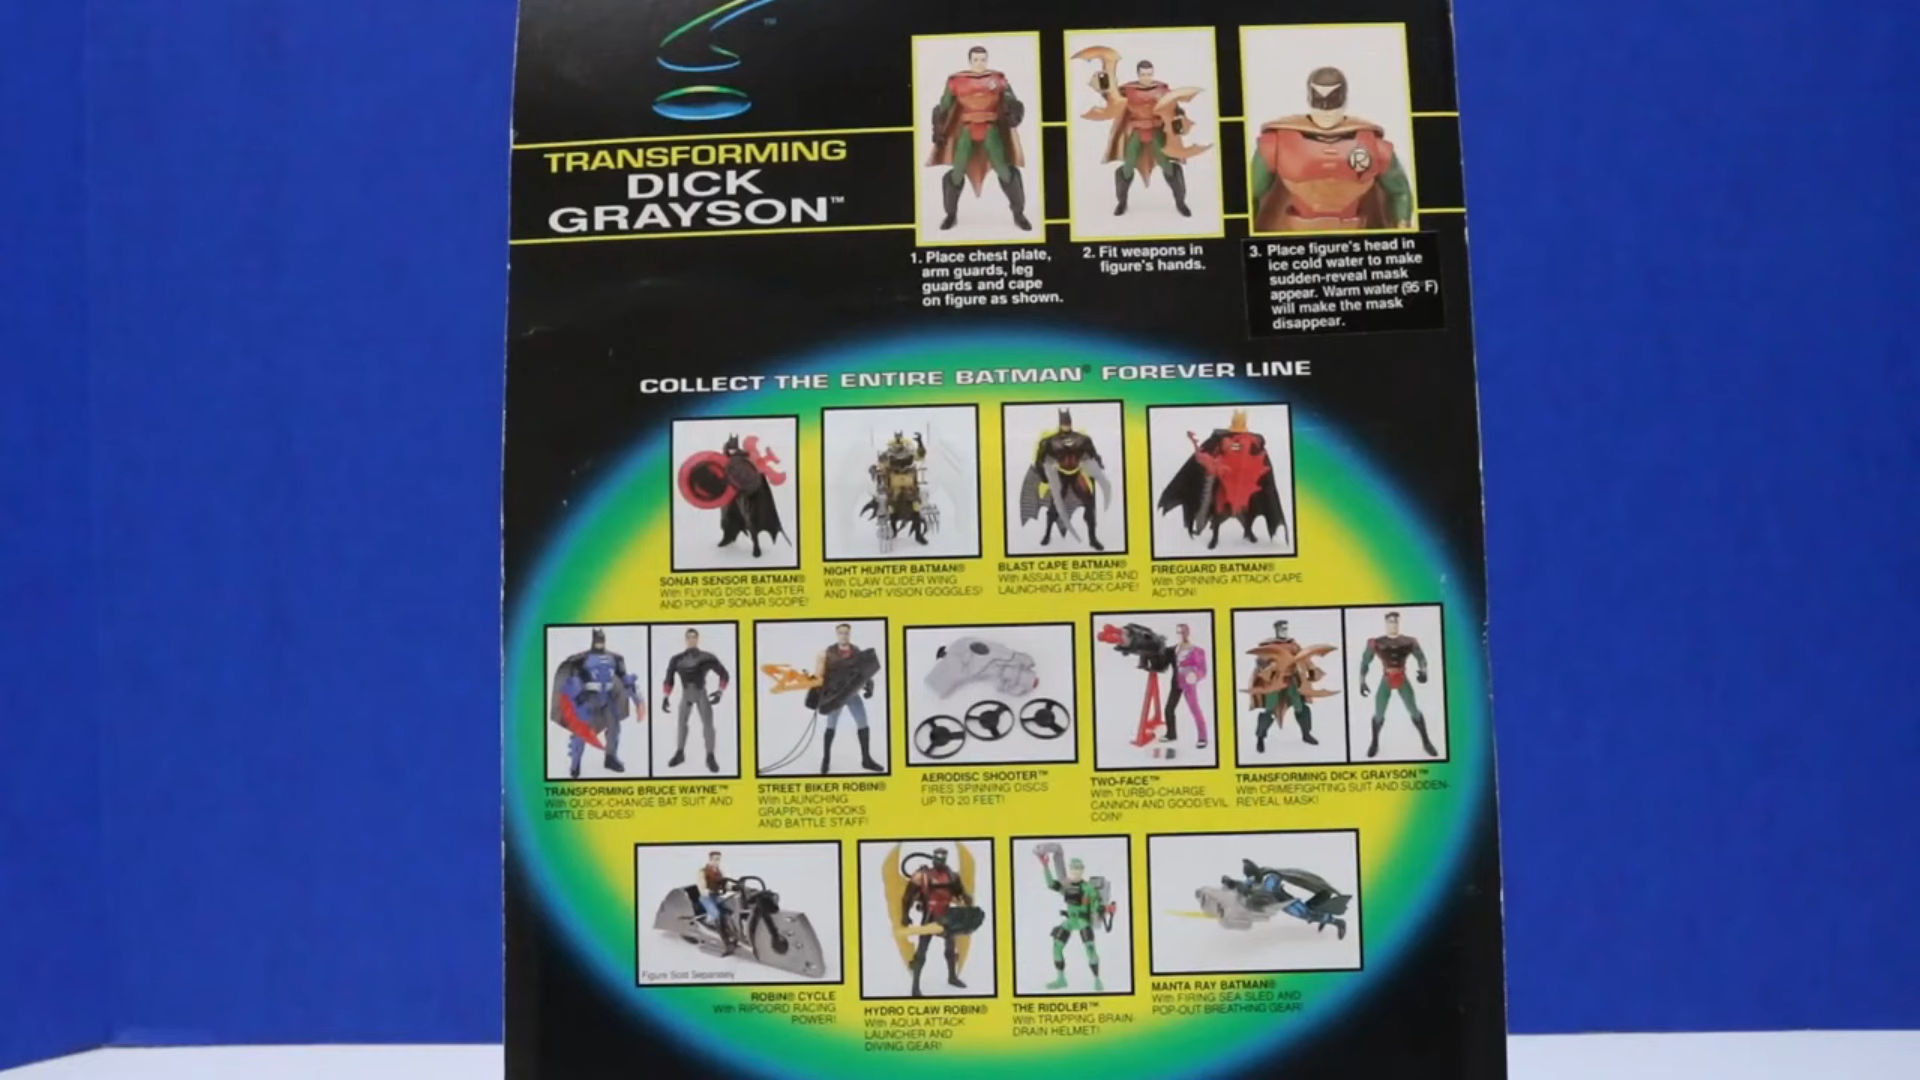 TM
TRANSFORMING
DICK
GRAYSON™
1. Place chest plate,
arm guards, leg
guards and cape
on figure as shown.
2. Fit weapons in
figure's hands.
3. Place figure's head in
ice cold water to make
sudden-reveal mask
appear. Warm water (95 F)
will make the mask
disappear.
R
COLLECT THE ENTIRE BATMAN® FOREVER LINE
SONAR SENSOR BATMAN®
With FLYING DISC BLASTER
AND POP-UP SONAR SCOPE!
NIGHT HUNTER BATMAN®
With CLAW GLIDER WING
AND NIGHT VISION GOGGLES!
BLAST CAPE BATMAN®
With ASSAULT BLADES AND
LAUNCHING ATTACK CAPE!
FIREGUARD BATMAN®
With SPINNING ATTACK CAPE
ACTION!
TRANSFORMING BRUCE WAYNE™
With QUICK-CHANGE BAT SUIT AND
BATTLE BLADES!
STREET BIKER ROBIN®
With LAUNCHING
GRAPPLING HOOKS
AND BATTLE STAFF!
AERODISC SHOOTER™
FIRES SPINNING DISCS
UP TO 20 FEET!
TWO-FACE™
With TURBO-CHARGE
CANNON AND GOOD/EVIL
COIN!
TRANSFORMING DICK GRAYSON™
With CRIMEFIGHTING SUIT AND SUDDEN-
REVEAL MASK!
Figure Sold Separately
ROBIN® CYCLE
With RIPCORD RACING
POWER!
HYDRO CLAW ROBIN®
With AQUA ATTACK
LAUNCHER AND
DIVING GEAR!
THE RIDDLER™
With TRAPPING BRAIN-
DRAIN HELMET!
MANTA RAY BATMAN®
With FIRING SEA SLED AND
POP-OUT BREATHING GEAR!